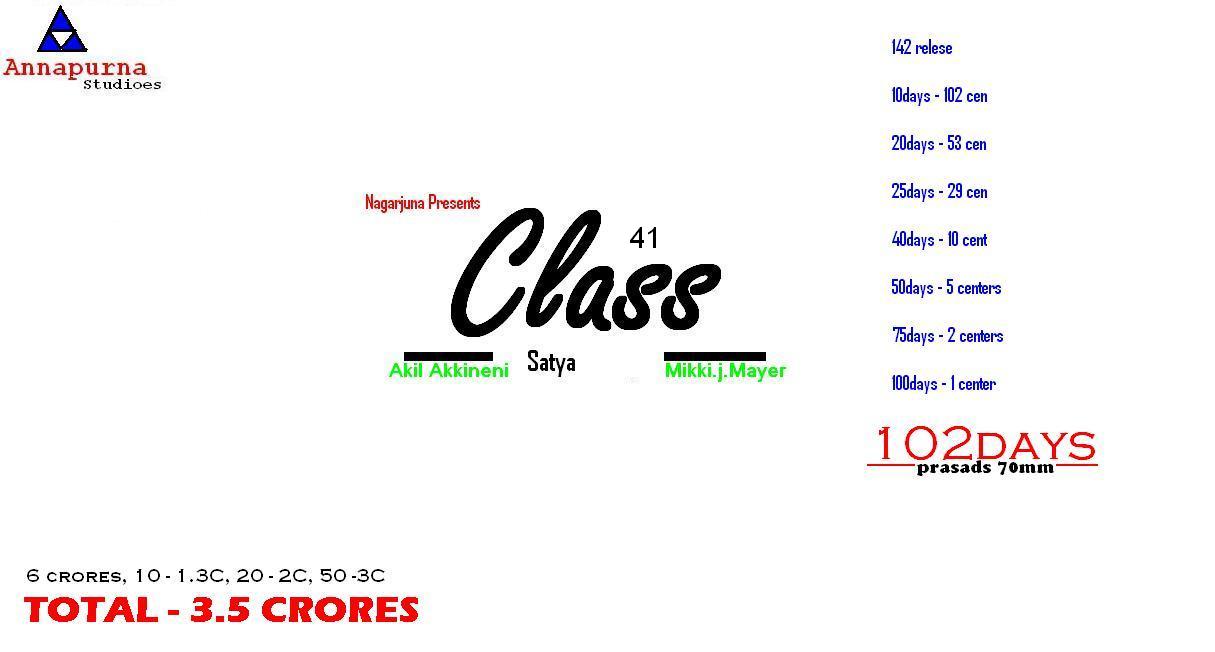 Annapurna
Studioes
142 relese
10days - 102 cen
20days - 53 cen
25days - 29 cen
40days - 10 cent
50days - 5 centers
75days - 2 centers
100days - 1 center
102DAYS
prasads 70mm
Nagarjuna Presents
41
Class
Satya
Akil Akkineni
Mikki.j.Mayer
6 CRORES, 10 - 1.3C, 20 - 2C, 50 -3C
TOTAL - 3.5 CRORES